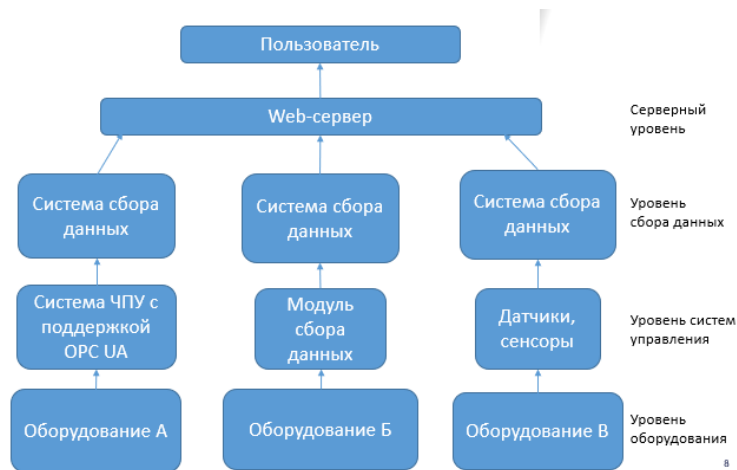 Пользователь
Web-сервер
Серверный
уровень
Система сбора
данных
Система сбора
данных
Система сбора
данных
Уровень
сбора данных
Система ЧПУ с
поддержкой
OPC UA
Модуль
сбора
данных
Датчики,
сенсоры
Уровень систем
управления
Оборудование А
Оборудование Б
Оборудование В
Уровень
оборудования
8